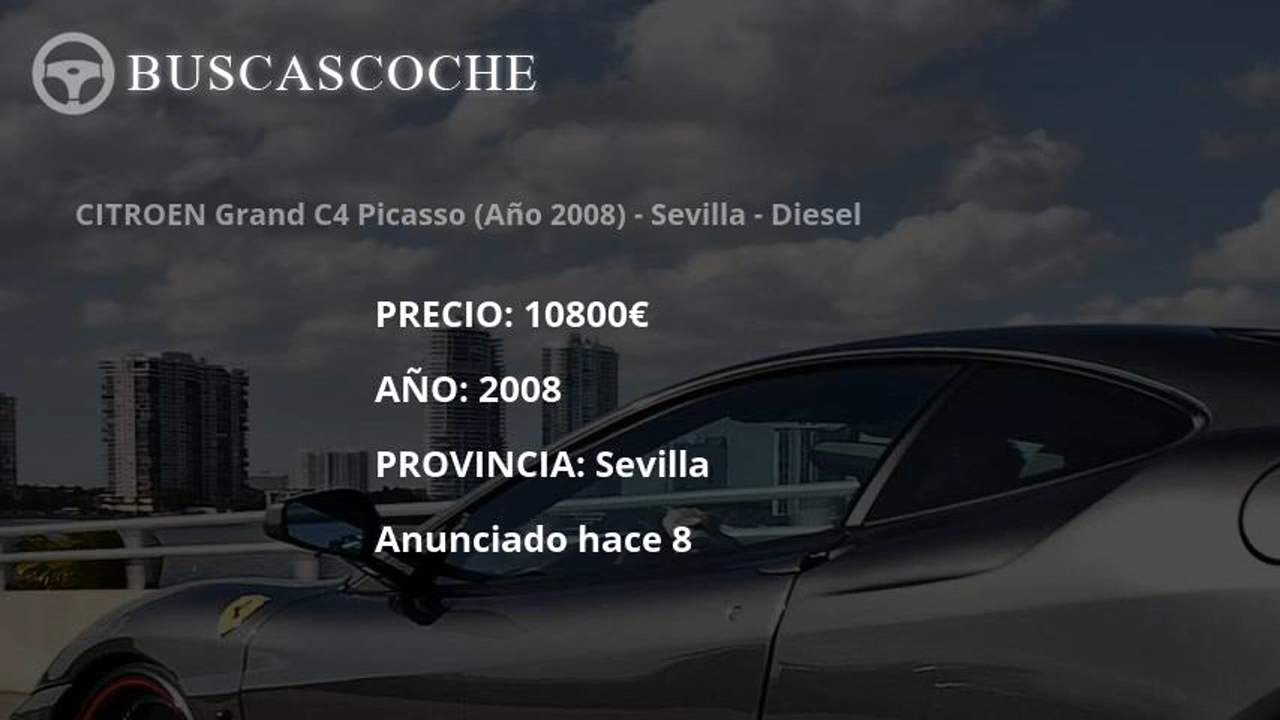 BUSCASCOCHE
CITROEN Grand C4 Picasso (Año 2008) - Sevilla - Diesel
PRECIO: 10800€
AÑO: 2008
PROVINCIA: Sevilla
Anunciado hace 8